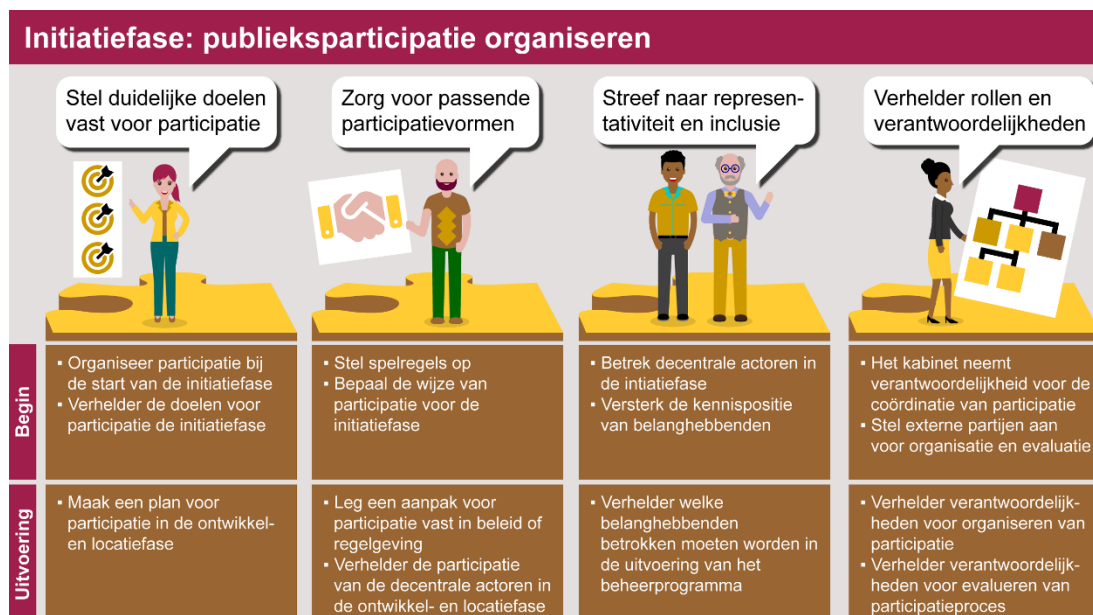 Initiatiefase: publieksparticipatie organiseren
Stel duidelijke doelen
vast voor participatie
Zorg voor passende
participatievormen
Streef naar represen-
tativiteit en inclusie
Verhelder rollen en
verantwoordelijkheden
Begin
▪ Organiseer participatie bij
de start van de initiatiefase
▪ Verhelder de doelen voor
participatie de initiatiefase
▪ Stel spelregels op
▪ Bepaal de wijze van
participatie voor de
initiatiefase
▪ Betrek decentrale actoren in
de intiatiefase
▪ Versterk de kennispositie
van belanghebbenden
▪ Het kabinet neemt
verantwoordelijkheid voor de
coördinatie van participatie
▪ Stel externe partijen aan
voor organisatie en evaluatie
Uitvoering
▪ Maak een plan voor
participatie in de ontwikkel-
en locatiefase
▪ Leg een aanpak voor
participatie vast in beleid of
regelgeving
▪ Verhelder de participatie
van de decentrale actoren in
de ontwikkel- en locatiefase
▪ Verhelder welke
belanghebbenden
betrokken moeten worden in
de uitvoering van het
beheerprogramma
▪ Verhelder verantwoordelijk-
heden voor organiseren van
participatie
▪ Verhelder verantwoordelijk-
heden voor evalueren van
participatieproces